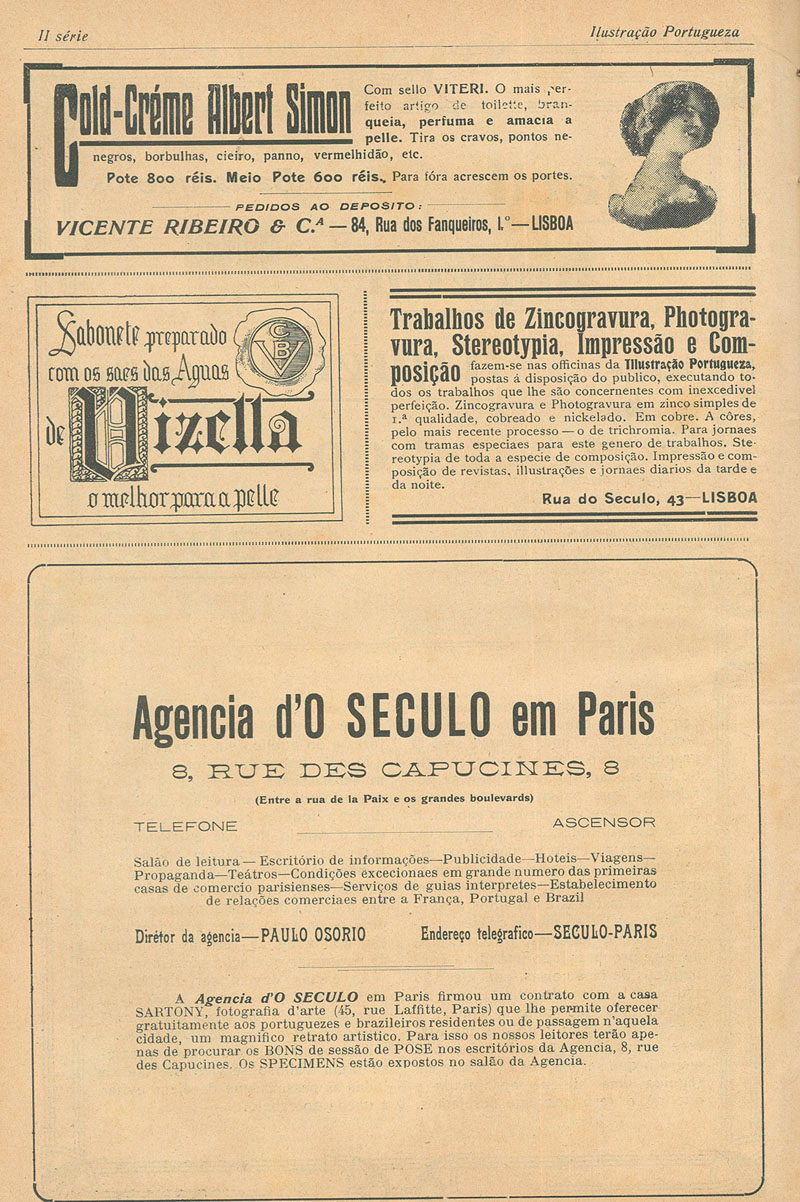 II série
Ilustração Portugueza
Cold-Créme Albert Simon
Com sello VITERI. O mais per-
feito artigo de toilette, bran-
queia, perfuma e amacia a
pelle. Tira os cravos, pontos ne-
negros, borbulhas, cieiro, panno, vermelhidão, etc.
Pote 800 réis. Meio Pote 600 réis. Para fóra acrescem os portes.
PEDIDOS AO DEPOSITO:
VICENTE RIBEIRO & C.ª — 84, Rua dos Fanqueiros, 1.º — LISBOA
Sabonete preparado
com os saes das Aguas
de Vizella
o melhor para a pelle
CVB
Trabalhos de Zincogravura, Photogra-
vura, Stereotypia, Impressão e Com-
posição fazem-se nas officinas da Illustração Portugueza,
postas á disposição do publico, executando to-
dos os trabalhos que lhe são concernentes com inexcedivel
perfeição. Zincogravura e Photogravura em zinco simples de
1.ª qualidade, cobreado e nickelado. Em cobre. A côres,
pelo mais recente processo — o de trichromia. Para jornaes
com tramas especiaes para este genero de trabalhos. Ste-
reotypia de toda a especie de composição. Impressão e com-
posição de revistas, illustrações e jornaes diarios da tarde e
da noite.
Rua do Seculo, 43—LISBOA
Agencia d'O SECULO em Paris
8, RUE DES CAPUCINES, 8
(Entre a rua de la Paix e os grandes boulevards)
TELEFONE
ASCENSOR
Salão de leitura — Escritório de informações—Publicidade—Hoteis—Viagens—
Propaganda—Teátros—Condições excecionaes em grande numero das primeiras
casas de comercio parisienses—Serviços de guias interpretes—Estabelecimento
de relações comerciaes entre a França, Portugal e Brazil
Dirétor da agencia—PAULO OSORIO
Endereço telegrafico—SECULO-PARIS
A Agencia d'O SECULO em Paris firmou um contrato com a casa
SARTONY, fotografia d'arte (45, rue Laffitte, Paris) que lhe permite oferecer
gratuitamente aos portuguezes e brazileiros residentes ou de passagem n'aquela
cidade, um magnifico retrato artistico. Para isso os nossos leitores terão ape-
nas de procurar os BONS de sessão de POSE nos escritórios da Agencia, 8, rue
des Capucines. Os SPECIMENS estão expostos no salão da Agencia.